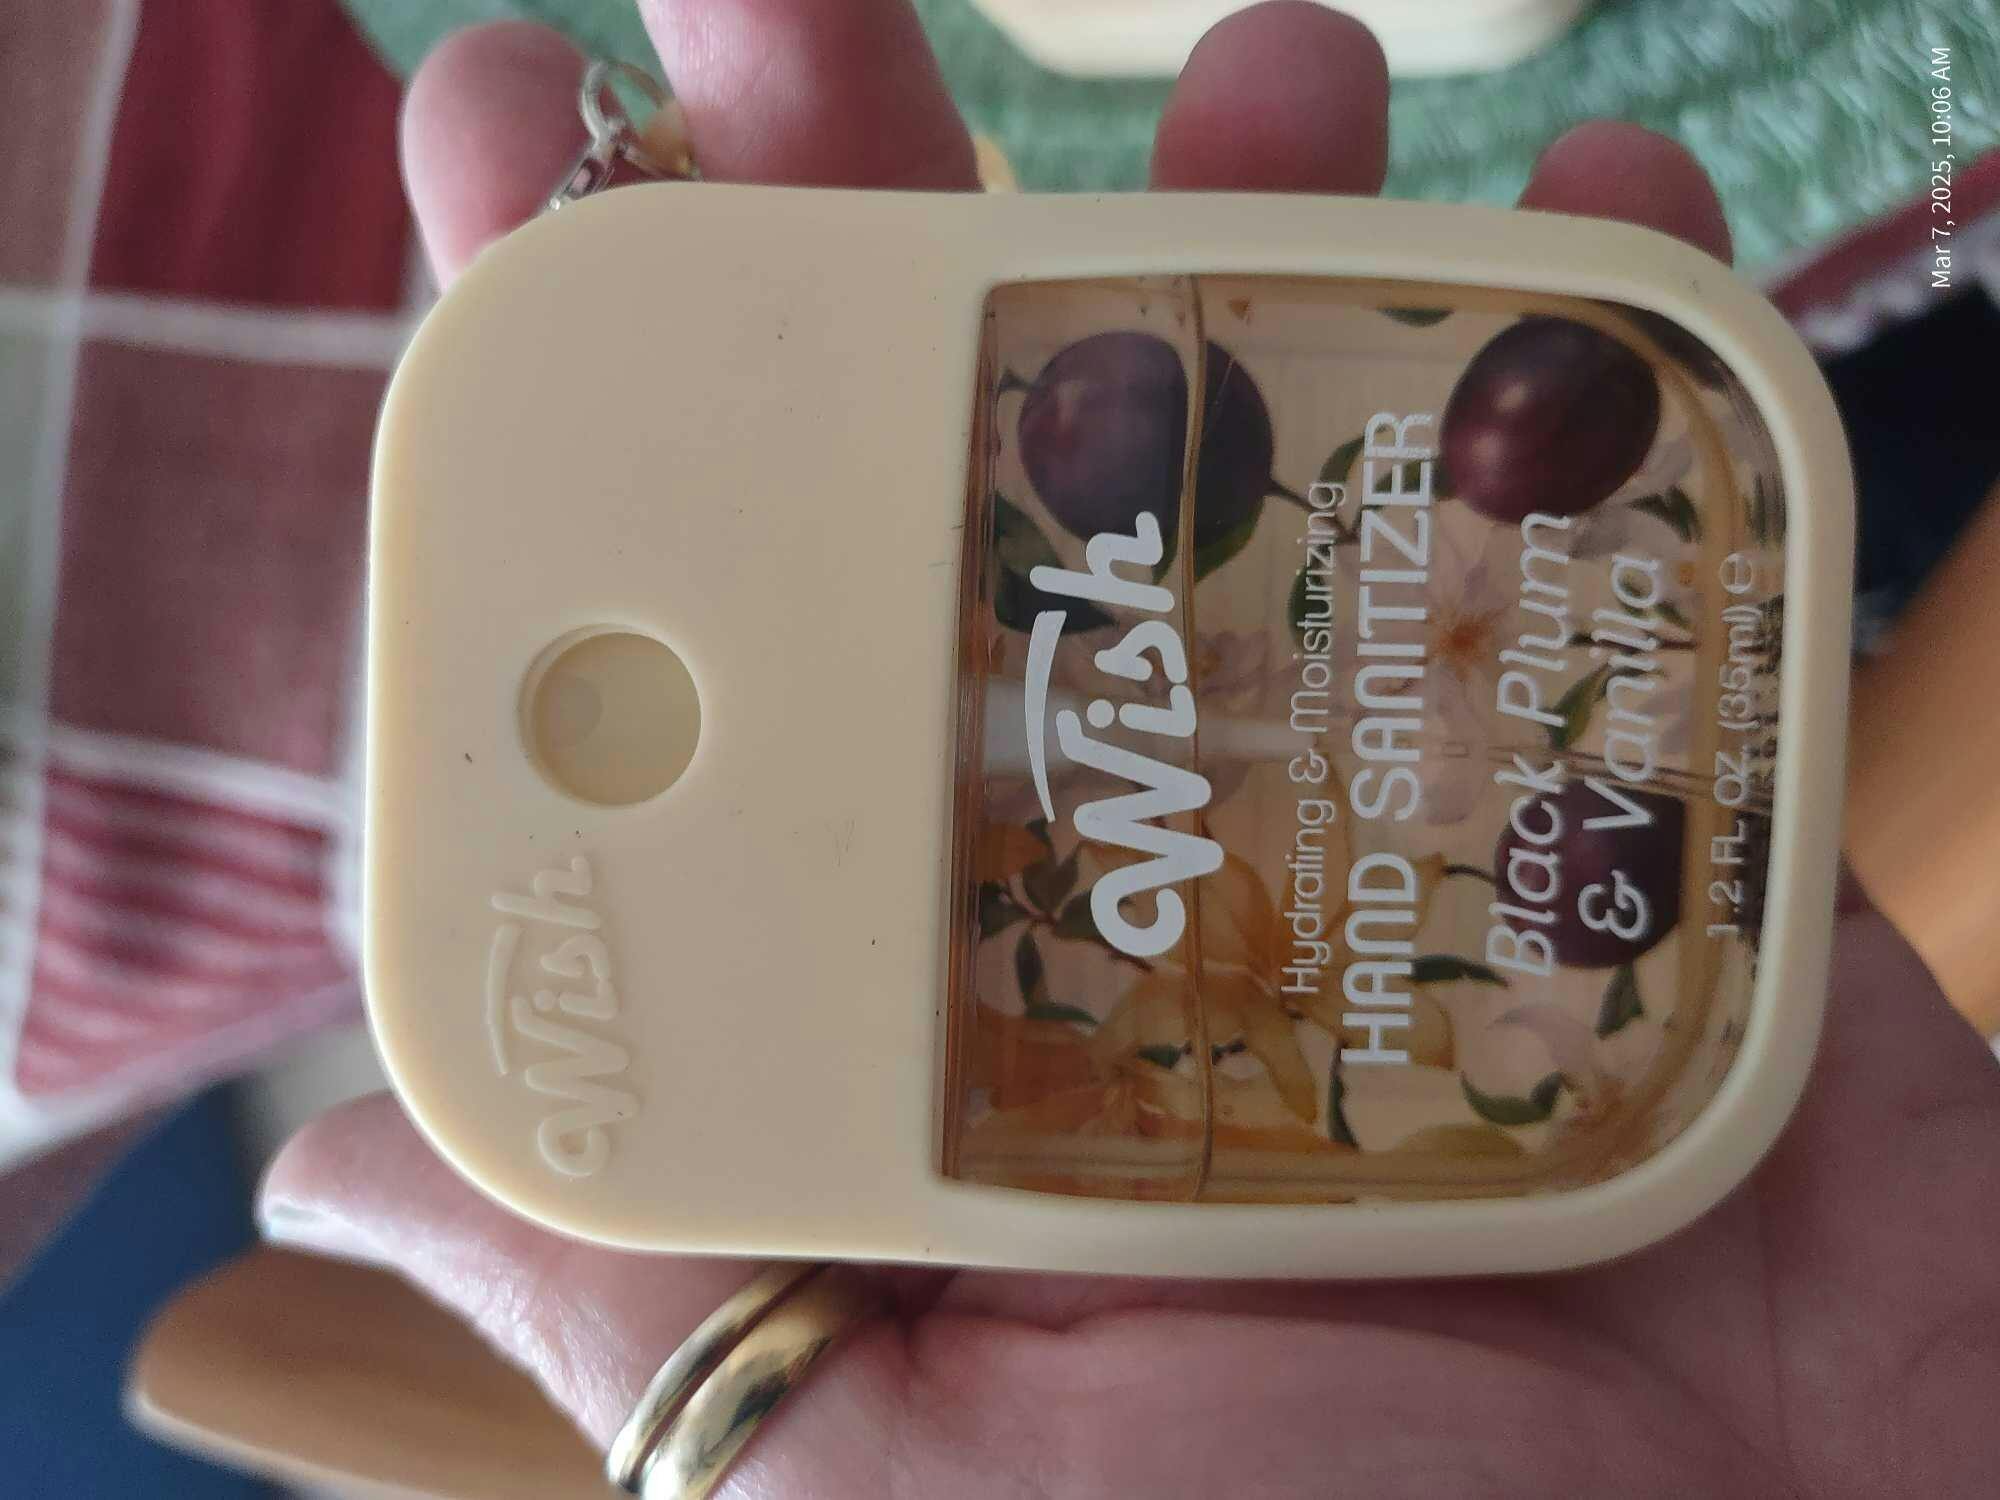 Wish
Wish
Hydrating & Moisturizing
HAND SANITIZER
Black Plum
& Vanilla
1.2 FL. OZ. (35ml) ℮
Mar 7, 2025, 10:06 AM